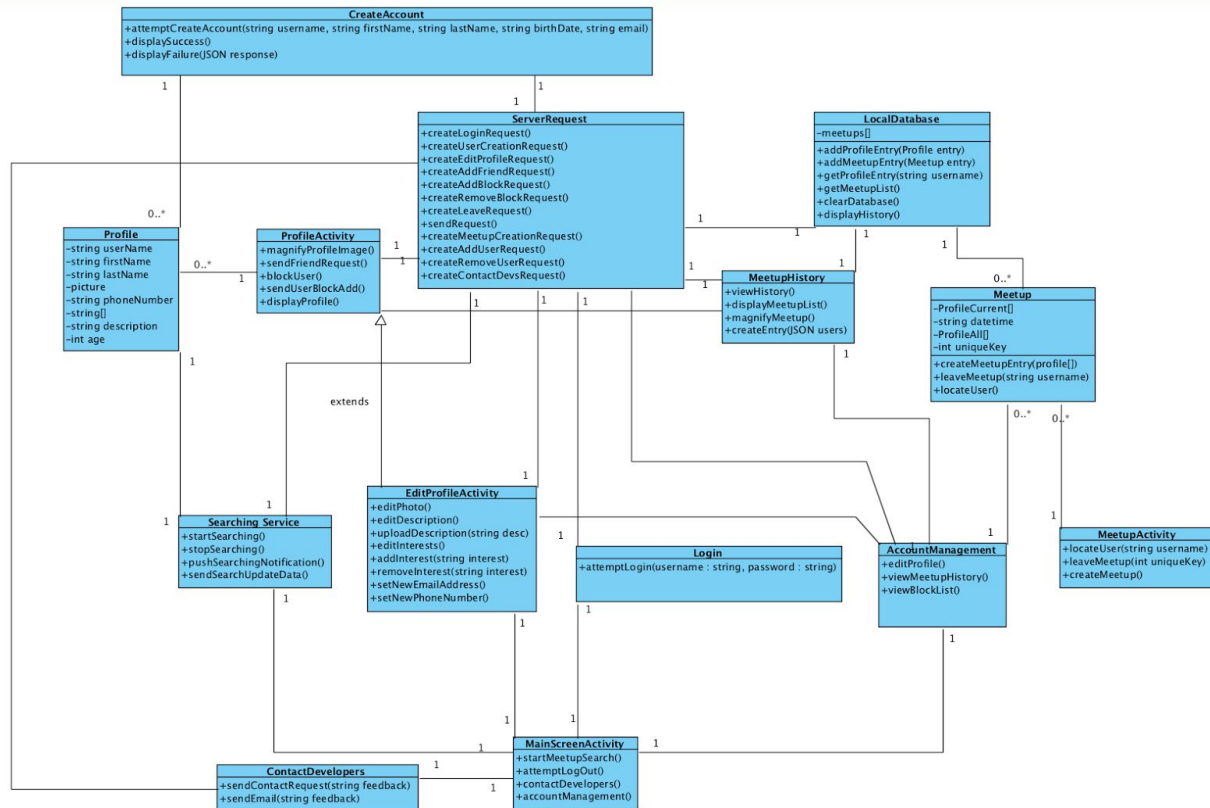 CreateAccount
+attemptCreateAccount(string username, string firstName, string lastName, string birthDate, string email)
+displaySuccess()
+displayFailure(JSON response)
1
1
1
ServerRequest
+createLoginRequest()
+createUserCreationRequest()
+createEditProfileRequest()
+createAddFriendRequest()
+createAddBlockRequest()
+createRemoveBlockRequest()
+createLeaveRequest()
+sendRequest()
+createMeetupCreationRequest()
+createAddUserRequest()
+createRemoveUserRequest()
+createContactDevsRequest()
LocalDatabase
-meetups[]
+addProfileEntry(Profile entry)
+addMeetupEntry(Meetup entry)
+getProfileEntry(string username)
+getMeetupList()
+clearDatabase()
+displayHistory()
0..*
Profile
-string userName
-string firstName
-string lastName
-picture
-string phoneNumber
-string[]
-string description
-int age
0..*
1
ProfileActivity
+magnifyProfileImage()
+sendFriendRequest()
+blockUser()
+sendUserBlockAdd()
+displayProfile()
1
1
1
1
1
1
1
1
1
MeetupHistory
+viewHistory()
+displayMeetupList()
+magnifyMeetup()
+createEntry(JSON users)
1
0..*
Meetup
-ProfileCurrent[]
-string datetime
-ProfileAll[]
-int uniqueKey
+createMeetupEntry(profile[])
+leaveMeetup(string username)
+locateUser()
1
1
1
1
1
extends
0..*
0..*
1
1
1
1
1
1
1
Searching Service
+startSearching()
+stopSearching()
+pushSearchingNotification()
+sendSearchUpdateData()
EditProfileActivity
+editPhoto()
+editDescription()
+uploadDescription(string desc)
+editInterests()
+addInterest(string interest)
+removeInterest(string interest)
+setNewEmailAddress()
+setNewPhoneNumber()
Login
+attemptLogin(username : string, password : string)
1
AccountManagement
+editProfile()
+viewMeetupHistory()
+viewBlockList()
MeetupActivity
+locateUser(string username)
+leaveMeetup(int uniqueKey)
+createMeetup()
1
1
1
1
1
1
1
1
MainScreenActivity
+startMeetupSearch()
+attemptLogOut()
+contactDevelopers()
+accountManagement()
1
1
ContactDevelopers
+sendContactRequest(string feedback)
+sendEmail(string feedback)